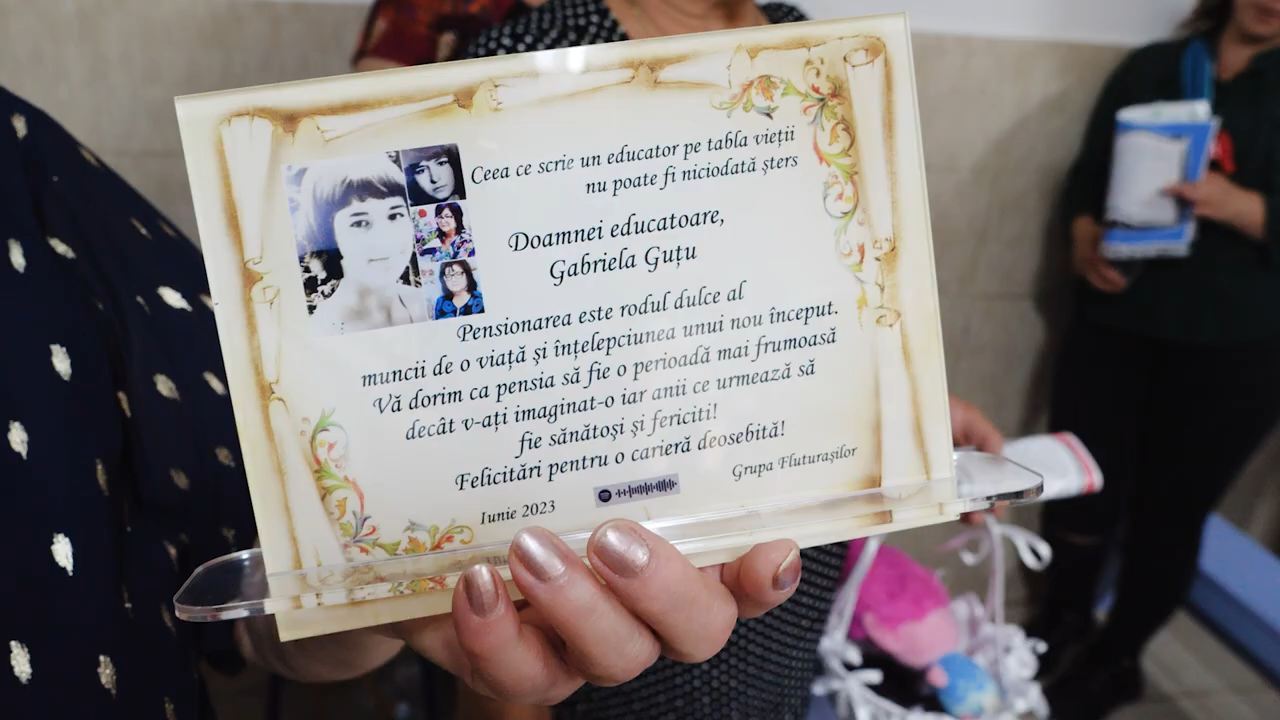 Ceea ce scrie un educator pe tabla vieții
nu poate fi niciodată șters
Doamnei educatoare,
Gabriela Guțu
Pensionarea este rodul dulce al
muncii de o viață și înțelepciunea unui nou început.
Vă dorim ca pensia să fie o perioadă mai frumoasă
decât v-ați imaginat-o iar anii ce urmează să
fie sănătoși și fericiti!
Felicitări pentru o carieră deosebită!
Grupa Fluturașilor
Iunie 2023